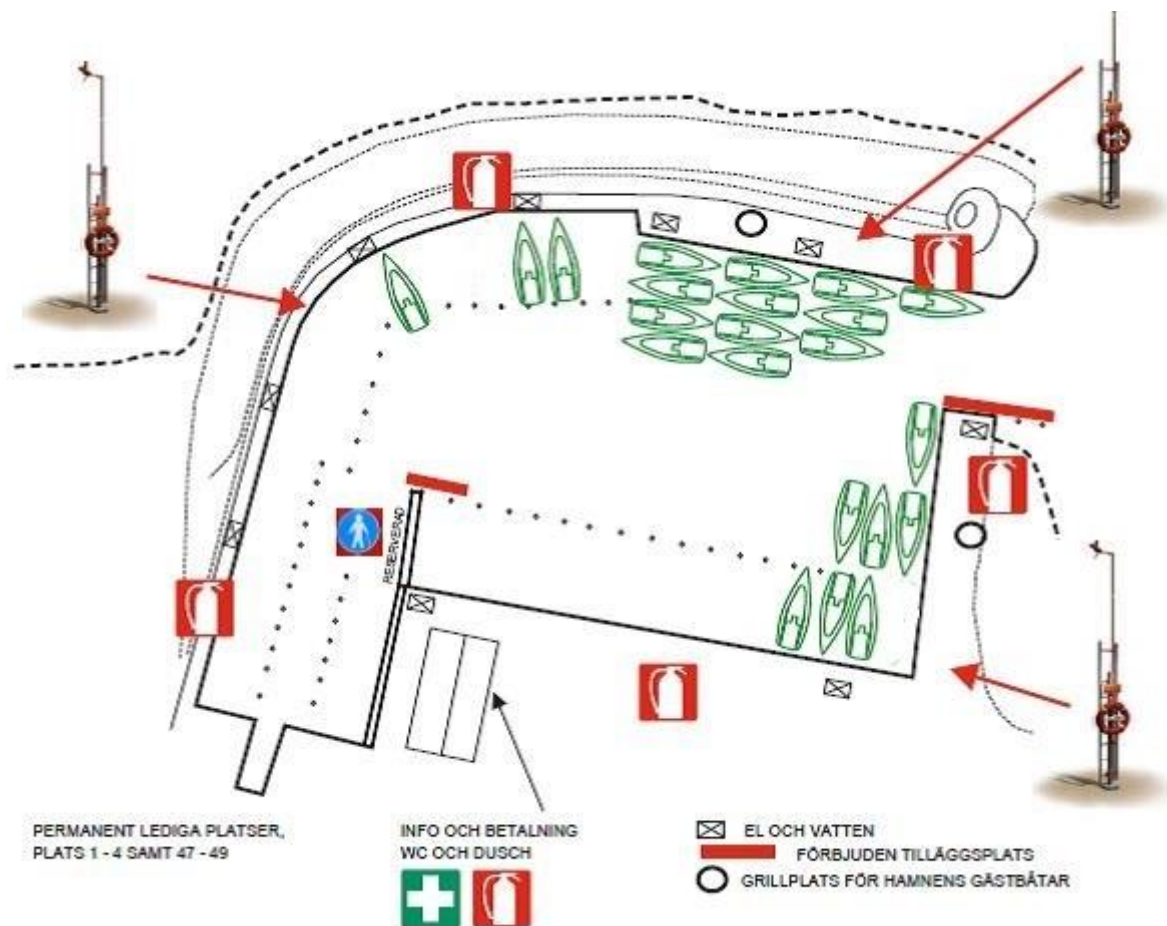 RESERVERAD
PERMANENT LEDIGA PLATSER,
PLATS 1 - 4 SAMT 47 - 49
INFO OCH BETALNING
WC OCH DUSCH
EL OCH VATTEN
FÖRBJUDEN TILLÄGGSPLATS
GRILLPLATS FÖR HAMNENS GÄSTBÅTAR